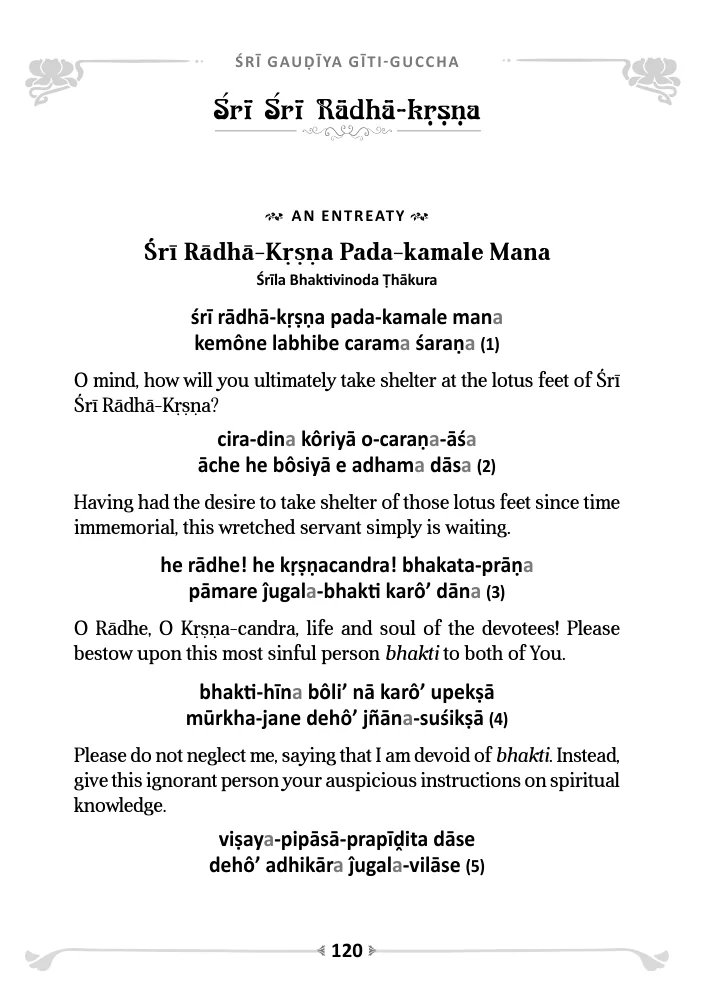 ŚRĪ GAUḌĪYA GĪTI-GUCCHA
Śrī Śrī Rādhā-kṛṣṇa
AN ENTREATY
Śrī Rādhā-Kṛṣṇa Pada-kamale Mana
Śrīla Bhaktivinoda Ṭhākura
śrī rādhā-kṛṣṇa pada-kamale mana
kemône labhibe carama śaraṇa (1)
O mind, how will you ultimately take shelter at the lotus feet of Śrī
Śrī Rādhā-Kṛṣṇa?
cira-dina kôriyā o-caraṇa-āśa
āche he bôsiyā e adhama dāsa (2)
Having had the desire to take shelter of those lotus feet since time
immemorial, this wretched servant simply is waiting.
he rādhe! he kṛṣṇacandra! bhakata-prāṇa
pāmare ĵugala-bhakti karô’ dāna (3)
O Rādhe, O Kṛṣṇa-candra, life and soul of the devotees! Please
bestow upon this most sinful person bhakti to both of You.
bhakti-hīna bôli’ nā karô’ upekṣā
mūrkha-jane dehô’ jñāna-suśikṣā (4)
Please do not neglect me, saying that I am devoid of bhakti. Instead,
give this ignorant person your auspicious instructions on spiritual
knowledge.
viṣaya-pipāsā-prapīḍita dāse
dehô’ adhikāra ĵugala-vilāse (5)
120